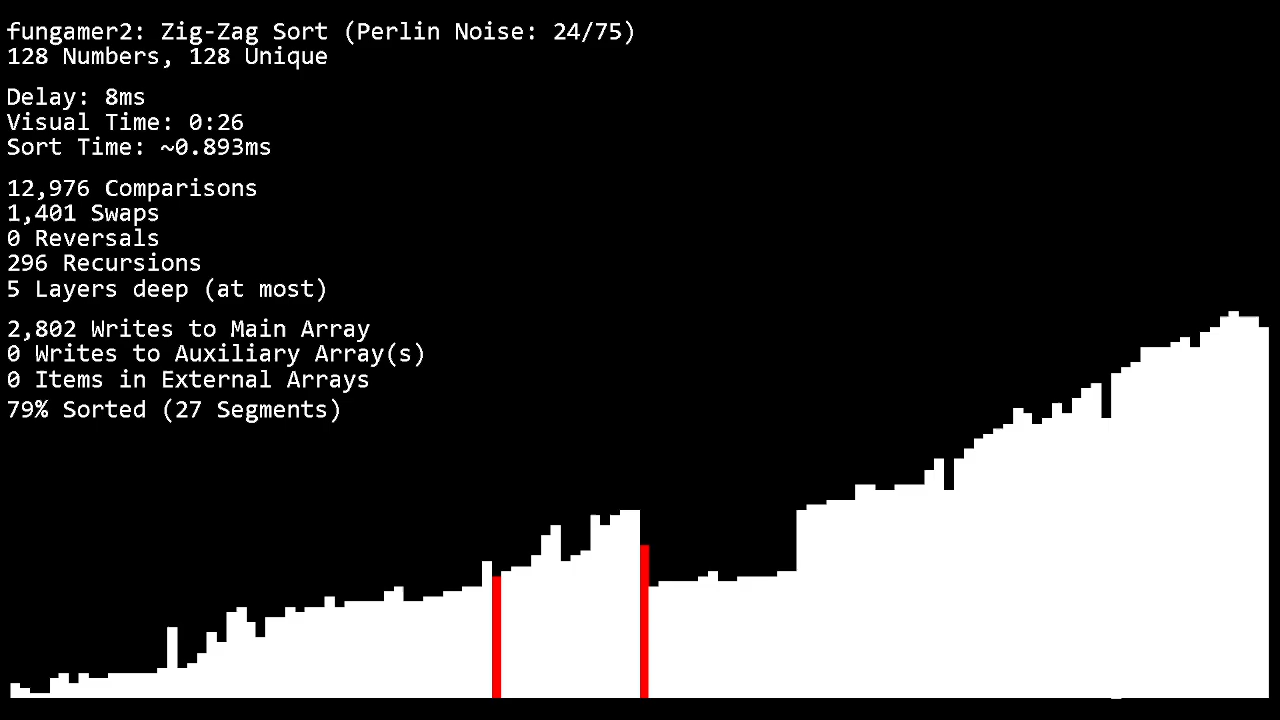 fungamer2: Zig-Zag Sort (Perlin Noise: 24/75)
128 Numbers, 128 Unique
Delay: 8ms
Visual Time: 0:26
Sort Time: ~0.893ms
12,976 Comparisons
1,401 Swaps
0 Reversals
296 Recursions
5 Layers deep (at most)
2,802 Writes to Main Array
0 Writes to Auxiliary Array(s)
0 Items in External Arrays
79% Sorted (27 Segments)